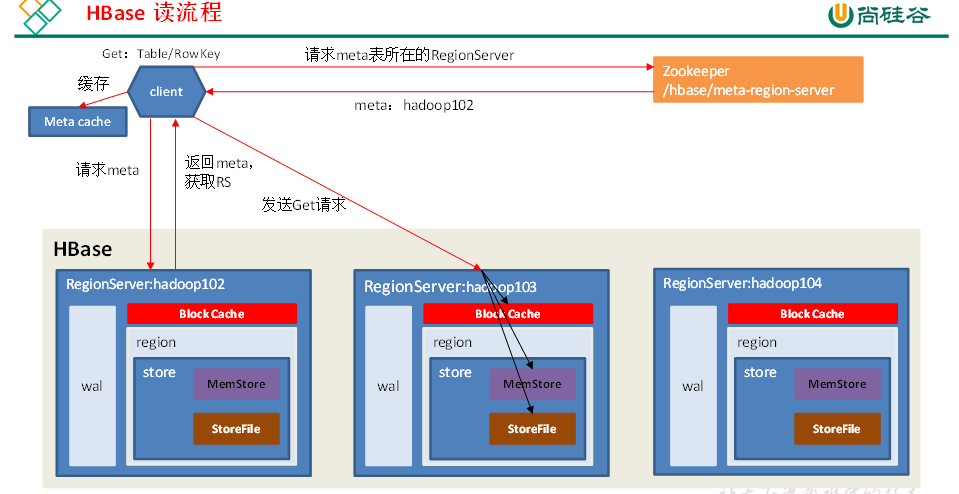 HBase 读流程
尚硅谷
Get：Table/RowKey
请求meta表所在的RegionServer
Zookeeper
/hbase/meta-region-server
client
缓存
meta：hadoop102
Meta cache
请求meta
返回meta，
获取RS
发送Get请求
HBase
RegionServer:hadoop102
Block Cache
region
wal
store
MemStore
StoreFile
RegionServer:hadoop103
Block Cache
region
wal
store
MemStore
StoreFile
RegionServer:hadoop104
Block Cache
region
wal
store
MemStore
StoreFile